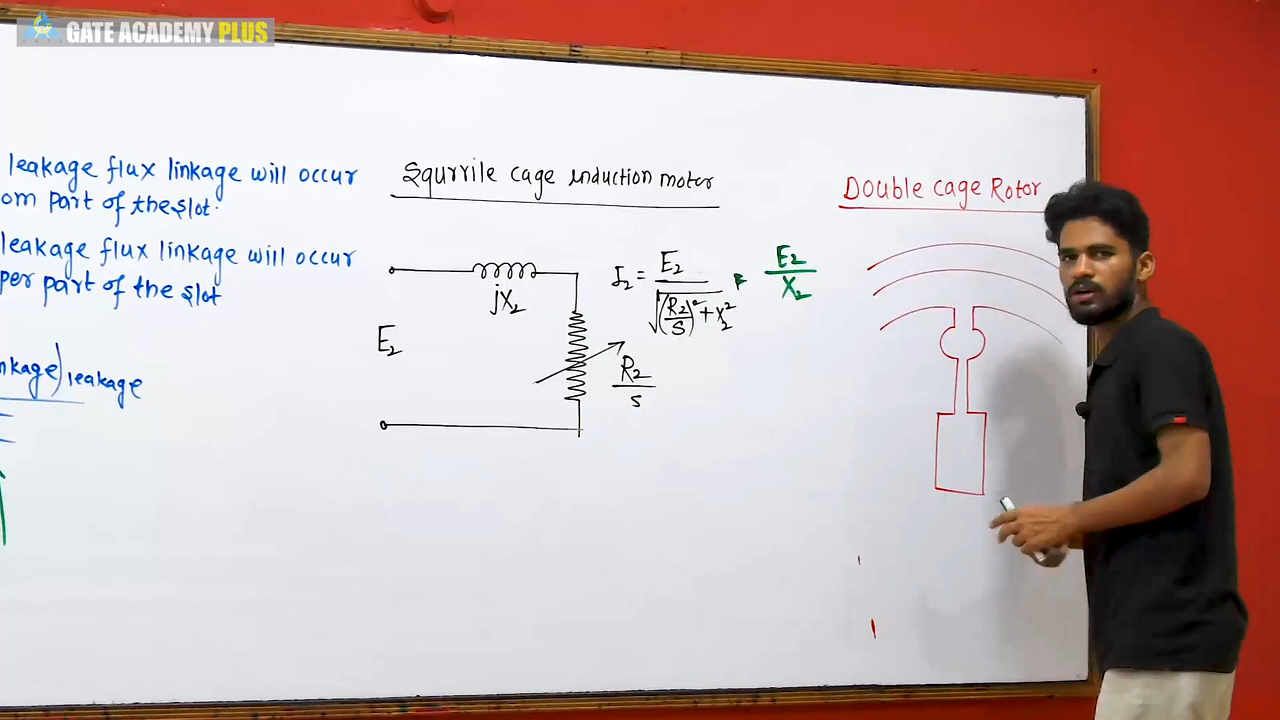 GATE ACADEMY PLUS
leakage flux linkage will occur
om part of the slot.
leakage flux linkage will occur
per part of the slot
nkage) leakage
Squrrile cage induction motor
jX2
E2
R2/s
I2 = E2/√((R2/S)²+X2²)
E2/X2
Double cage Rotor